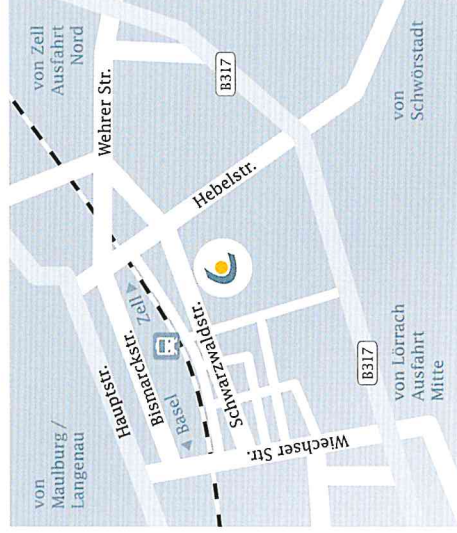 von Zell
Ausfahrt
Nord
Wehrer Str.
B317
Hebelstr.
von
Schwörstadt
Hauptstr.
Bismarckstr.
Zell
Basel
Schwarzwaldstr.
von
Maulburg /
Langenau
Wiechser Str.
B317
von Lörrach
Ausfahrt
Mitte